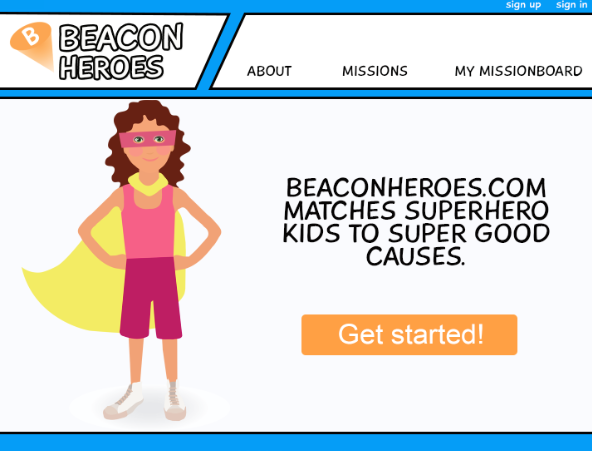 sign up sign in
B BEACON
HEROES
ABOUT MISSIONS MY MISSIONBOARD
BEACONHEROES.COM
MATCHES SUPERHERO
KIDS TO SUPER GOOD
CAUSES.
Get started!